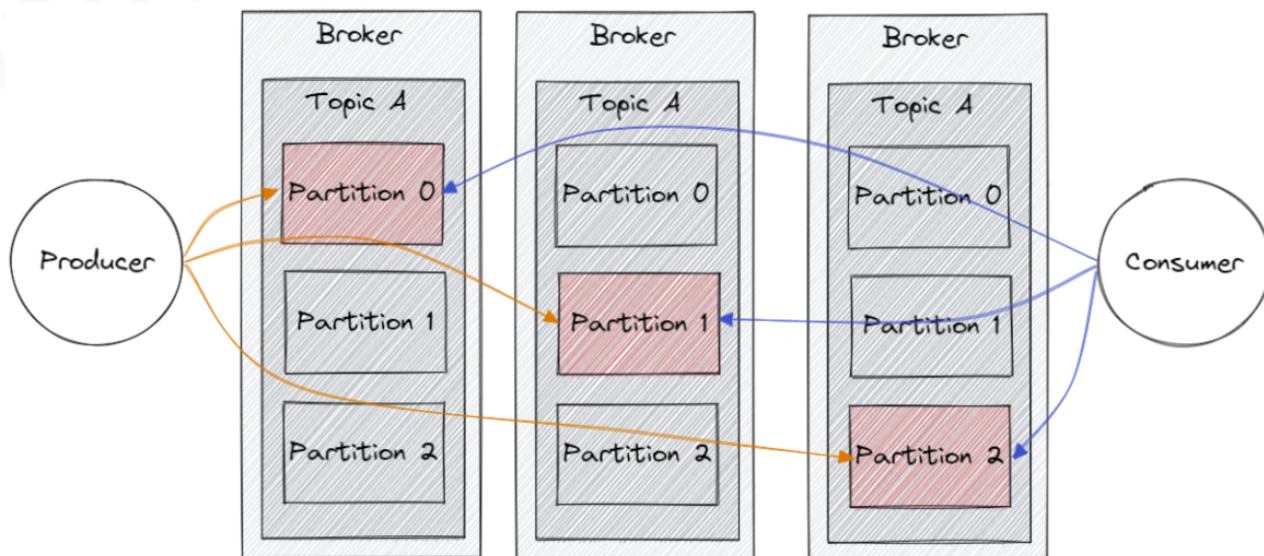 Broker
Broker
Broker
Topic A
Topic A
Topic A
Partition 0
Partition 0
Partition 0
Producer
Consumer
Partition 1
Partition 1
Partition 1
Partition 2
Partition 2
Partition 2